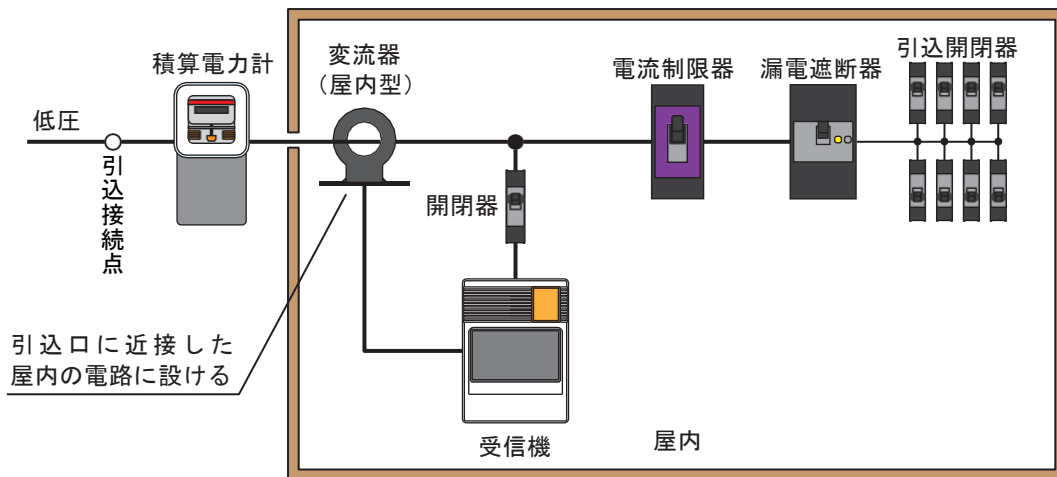 積算電力計
変流器
（屋内型）
電流制限器
漏電遮断器
引込開閉器
低圧
引込接続点
開閉器
引込口に近接した
屋内の電路に設ける
受信機
屋内